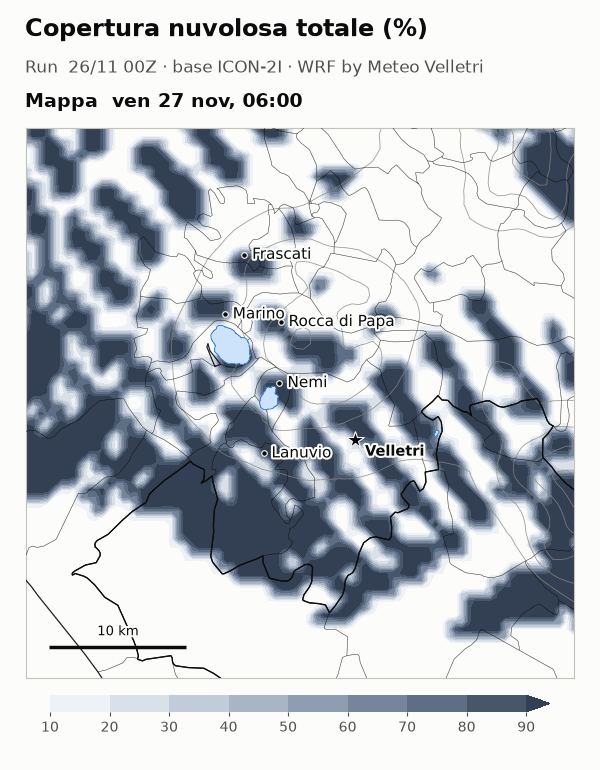 Copertura nuvolosa totale (%)
Run  26/11 00Z · base ICON-2I · WRF by Meteo Velletri
Mappa  ven 27 nov, 06:00
Frascati
Marino
Rocca di Papa
Nemi
Velletri
Lanuvio
10 km
10 20 30 40 50 60 70 80 90